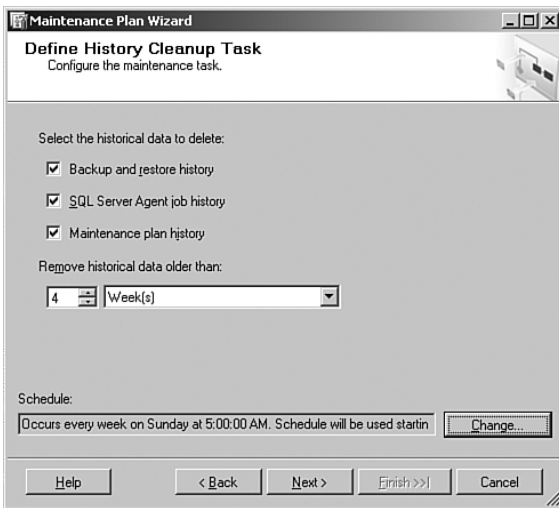 Maintenance Plan Wizard
Define History Cleanup Task
Configure the maintenance task.
Select the historical data to delete:
Backup and restore history
SQL Server Agent job history
Maintenance plan history
Remove historical data older than:
4 Week(s)
Schedule:
Occurs every week on Sunday at 5:00:00 AM. Schedule will be used startin Change...
Help < Back Next > Finish >>| Cancel